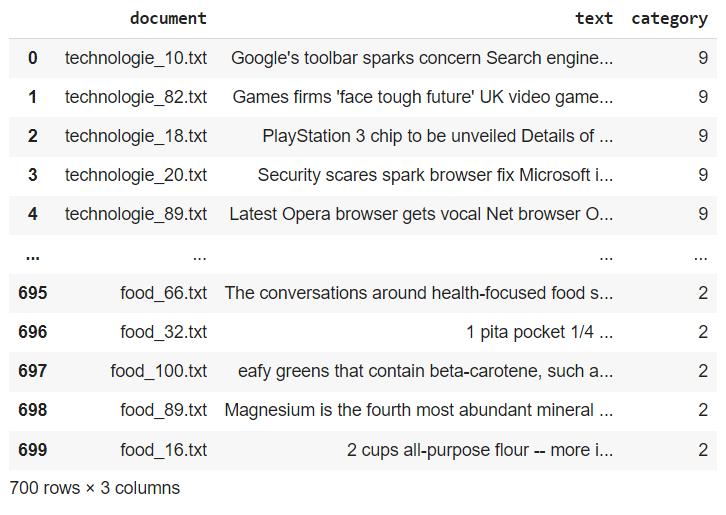 document text category
0 technologie_10.txt Google's toolbar sparks concern Search engine... 9
1 technologie_82.txt Games firms 'face tough future' UK video game... 9
2 technologie_18.txt PlayStation 3 chip to be unveiled Details of ... 9
3 technologie_20.txt Security scares spark browser fix Microsoft i... 9
4 technologie_89.txt Latest Opera browser gets vocal Net browser O... 9
... ... ... ...
695 food_66.txt The conversations around health-focused food s... 2
696 food_32.txt 1 pita pocket 1/4 ... 2
697 food_100.txt eafy greens that contain beta-carotene, such a... 2
698 food_89.txt Magnesium is the fourth most abundant mineral ... 2
699 food_16.txt 2 cups all-purpose flour -- more i... 2
700 rows × 3 columns